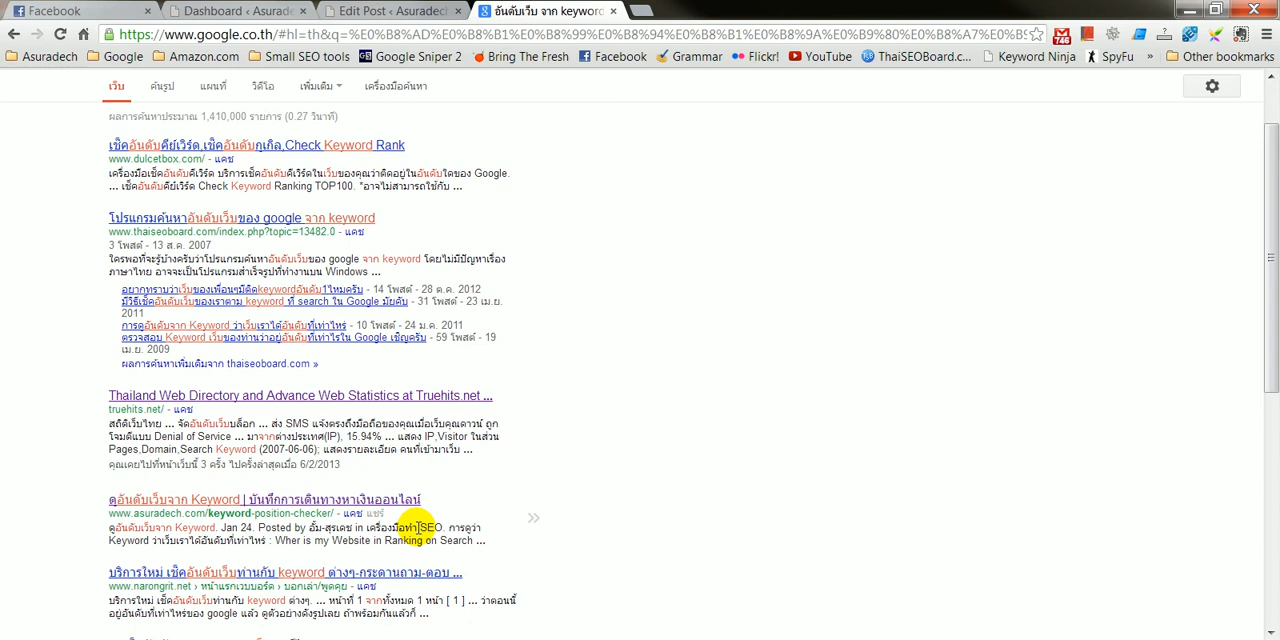 Facebook
Dashboard ‹ Asuradec
Edit Post ‹ Asuradech
อันดับเว็บ จาก keyword
https://www.google.co.th/#hl=th&q=%E0%B8%AD%E0%B8%B1%E0%B8%99%E0%B8%94%E0%B8%B1%E0%B8%9A%E0%B9%80%E0%B8%A7%E0%B9
746
Asuradech Google Amazon.com Small SEO tools Google Sniper 2 Bring The Fresh Facebook Grammar Flickr! YouTube ThaiSEOBoard.c... Keyword Ninja SpyFu » Other bookmarks
เว็บ ค้นรูป แผนที่ วิดีโอ เพิ่มเติม เครื่องมือค้นหา
ผลการค้นหาประมาณ 1,410,000 รายการ (0.27 วินาที)
เช็คอันดับคีย์เวิร์ด,เช็คอันดับกูเกิล,Check Keyword Rank
www.dulcetbox.com/ - แคช
เครื่องมือเช็คอันดับคีเวิร์ด บริการเช็คอันดับคีเวิร์ดในเว็บของคุณว่าติดอยู่ในอันดับใดของ Google.
... เช็คอันดับคีย์เวิร์ด Check Keyword Ranking TOP100. *อาจไม่สามารถใช้กับ ...
โปรแกรมค้นหาอันดับเว็บของ google จาก keyword
www.thaiseoboard.com/index.php?topic=13482.0 - แคช
3 โพสต์ - 13 ส.ค. 2007
ใครพอที่จะรู้บ้างครับว่าโปรแกรมค้นหาอันดับเว็บของ google จาก keyword โดยไม่มีปัญหาเรื่อง
ภาษาไทย อาจจะเป็นโปรแกรมสำเร็จรูปที่ทำงานบน Windows ...
อยากทราบว่าเว็บของเพื่อนๆมีติดkeywordอันดับ1ไหมครับ - 14 โพสต์ - 28 ต.ค. 2012
มีวิธีเช็คอันดับเว็บของเราตาม keyword ที่ search ใน Google มัยคับ - 31 โพสต์ - 23 เม.ย.
2011
การดูอันดับจาก Keyword ว่าเว็บเราได้อันดับที่เท่าไหร่ - 10 โพสต์ - 24 ม.ค. 2011
ตรวจสอบ Keyword เว็บของท่านว่าอยู่อันดับที่เท่าไรใน Google เชิญครับ - 59 โพสต์ - 19
เม.ย. 2009
ผลการค้นหาเพิ่มเติมจาก thaiseoboard.com »
Thailand Web Directory and Advance Web Statistics at Truehits.net ...
truehits.net/ - แคช
สถิติเว็บไทย ... จัดอันดับเว็บบล็อก ... ส่ง SMS แจ้งตรงถึงมือถือของคุณเมื่อเว็บคุณดาวน์ ถูก
โจมตีแบบ Denial of Service ... มาจากต่างประเทศ(IP), 15.94% ... แสดง IP,Visitor ในส่วน
Pages,Domain,Search Keyword (2007-06-06); แสดงรายละเอียด คนที่เข้ามาเว็บ ...
คุณเคยไปที่หน้าเว็บนี้ 3 ครั้ง ไปครั้งล่าสุดเมื่อ 6/2/2013
ดูอันดับเว็บจาก Keyword | บันทึกการเดินทางหาเงินออนไลน์
www.asuradech.com/keyword-position-checker/ - แคช แชร์
ดูอันดับเว็บจาก Keyword. Jan 24. Posted by อั้ม-สุรเดช in เครื่องมือทำSEO. การดูว่า
Keyword ว่าเว็บเราได้อันดับที่เท่าไหร่ : Wher is my Website in Ranking on Search ...
บริการใหม่ เช็คอันดับเว็บท่านกับ keyword ต่างๆ-กระดานถาม-ตอบ ...
www.narongrit.net › หน้าแรกเวบบอร์ด › บอกเล่า/พูดคุย - แคช
บริการใหม่ เช็คอันดับเว็บท่านกับ keyword ต่างๆ. ... หน้าที่ 1 จากทั้งหมด 1 หน้า [ 1 ] ... ว่าตอนนี้
อยู่อันดับที่เท่าไหร่ของ google แล้ว ดูตัวอย่างดังรูปเลย ถ้าพร้อมกันแล้วก็ ...